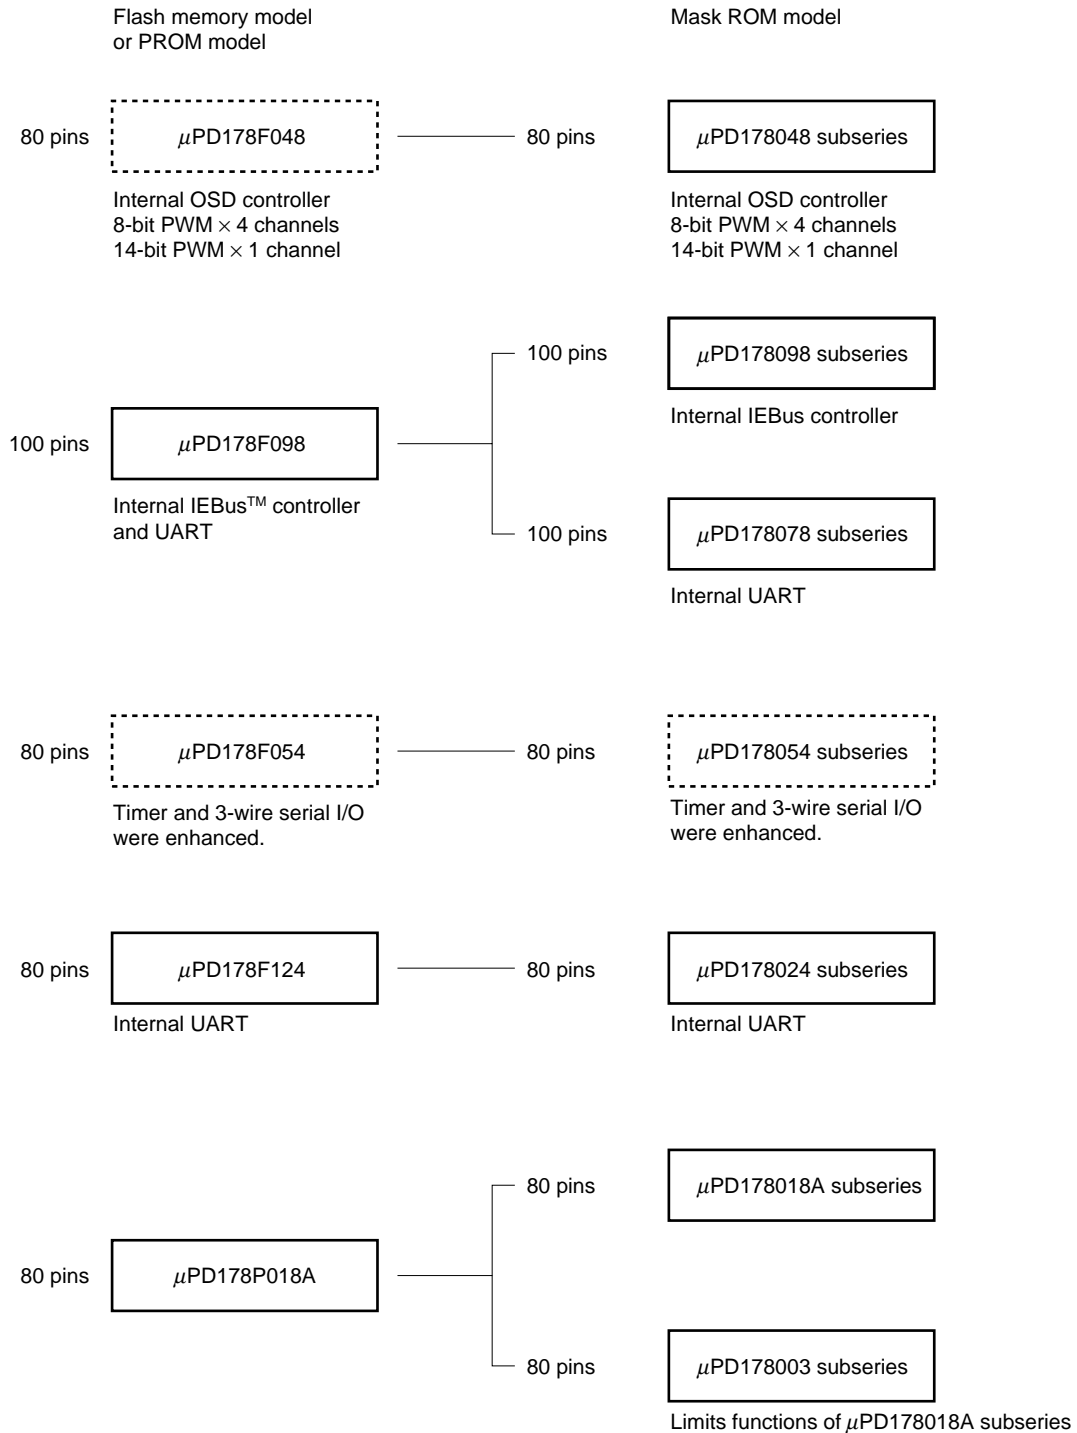 Flash memory model
or PROM model
Mask ROM model
80 pins
μPD178F048
80 pins
μPD178048 subseries
Internal OSD controller
8-bit PWM × 4 channels
14-bit PWM × 1 channel
Internal OSD controller
8-bit PWM × 4 channels
14-bit PWM × 1 channel
100 pins
μPD178098 subseries
Internal IEBus controller
100 pins
μPD178F098
Internal IEBus™ controller
and UART
100 pins
μPD178078 subseries
Internal UART
80 pins
μPD178F054
80 pins
μPD178054 subseries
Timer and 3-wire serial I/O
were enhanced.
Timer and 3-wire serial I/O
were enhanced.
80 pins
μPD178F124
80 pins
μPD178024 subseries
Internal UART
Internal UART
80 pins
μPD178018A subseries
80 pins
μPD178P018A
80 pins
μPD178003 subseries
Limits functions of μPD178018A subseries